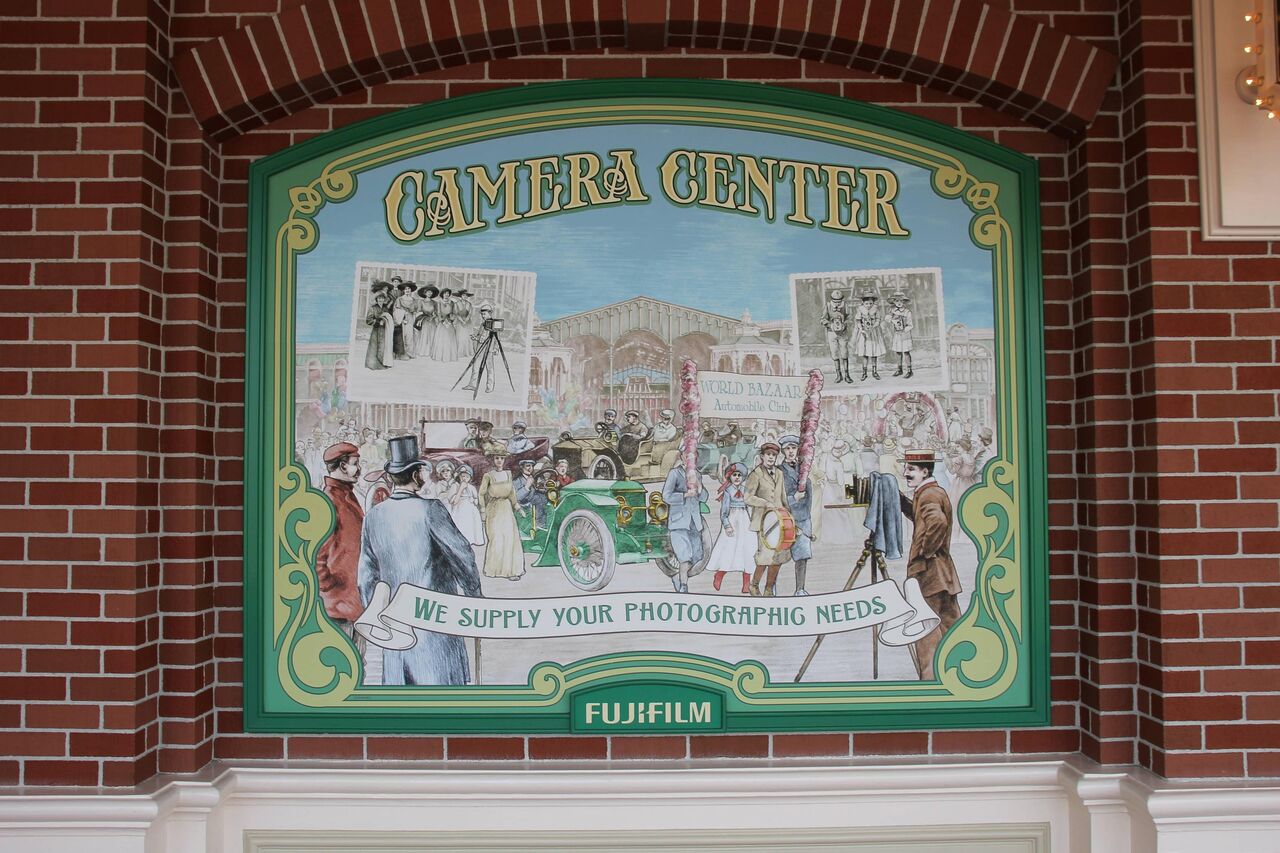 CAMERA CENTER
WORLD BAZAAR
Automobile Club
WE SUPPLY YOUR PHOTOGRAPHIC NEEDS
FUJIFILM